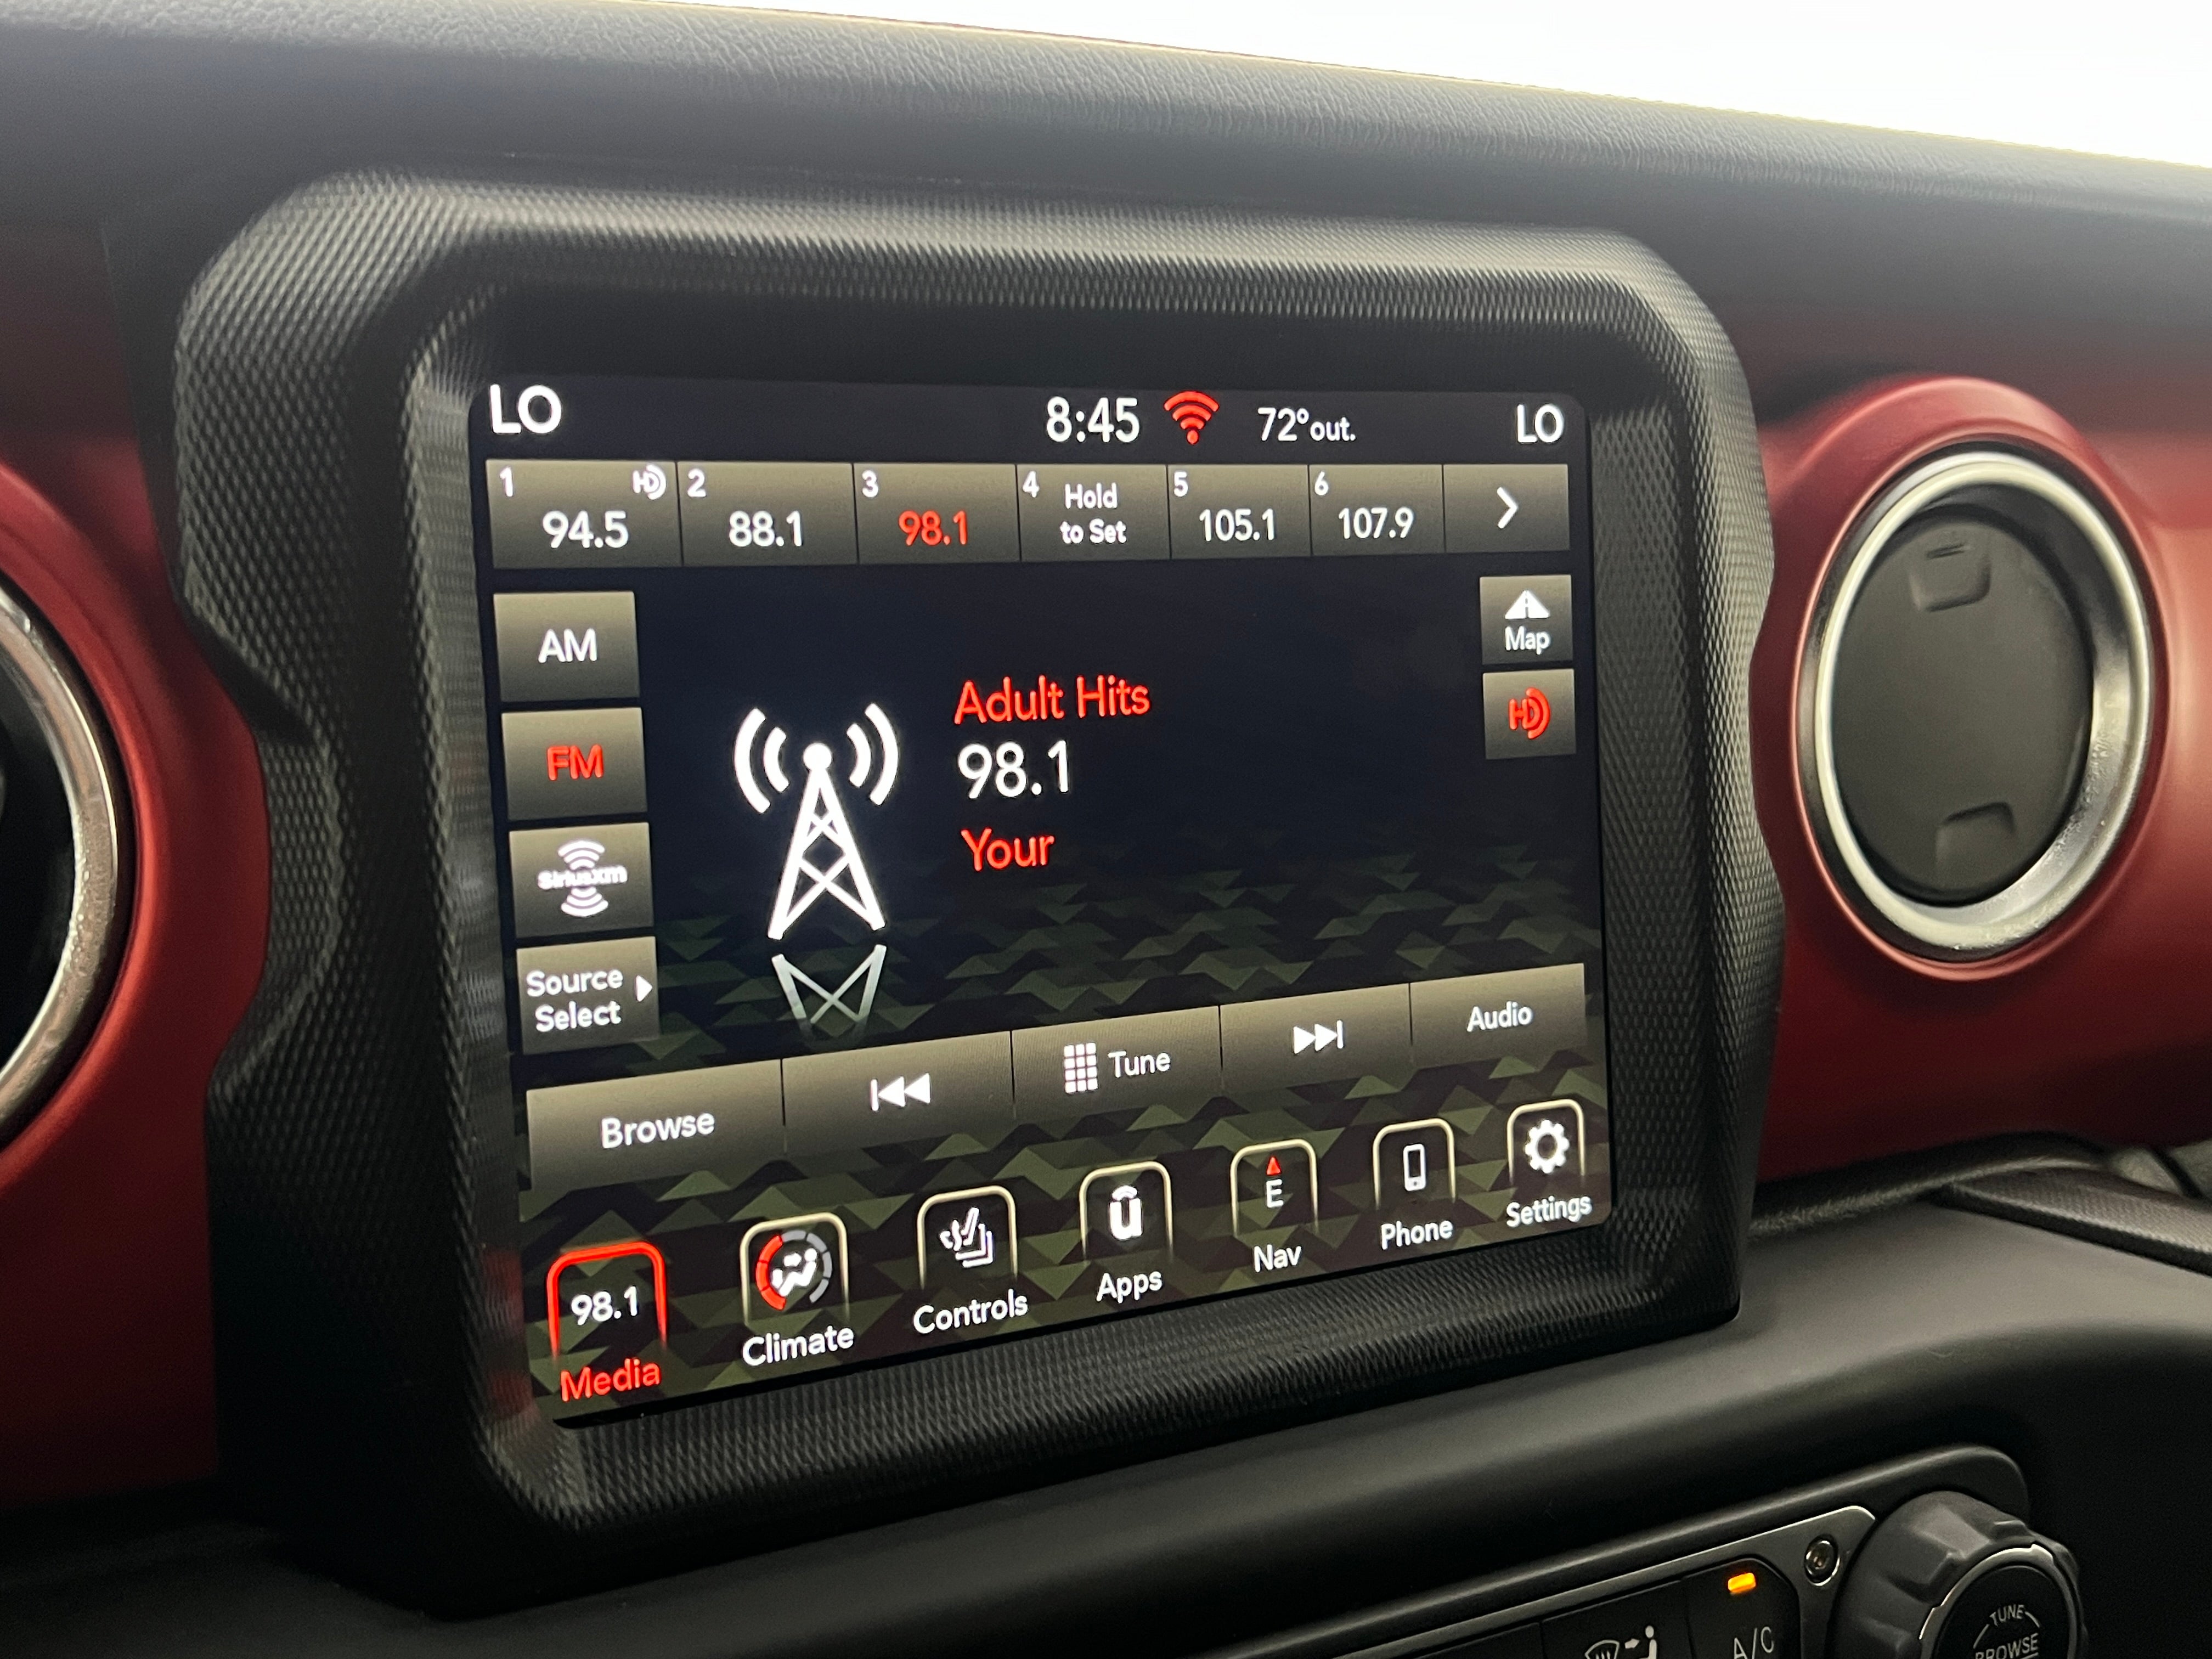 LO 8:45 72°out. LO
1 94.5 HD 2 88.1 3 98.1 4 Hold to Set 5 105.1 6 107.9
AM
Map
Adult Hits
HD
98.1
FM
Your
SiriusXM
Source
Select
Browse Tune Audio
98.1 E
Media Climate Controls Apps Nav Phone Settings
A/C
TUNE
BROWSE